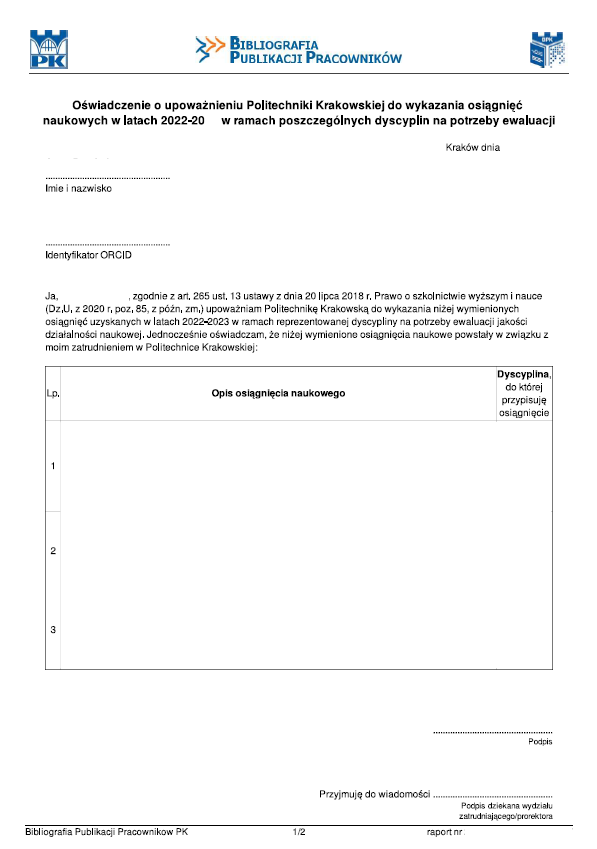 PK
BIBLIOGRAFIA
PUBLIKACJI PRACOWNIKÓW
Oświadczenie o upoważnieniu Politechniki Krakowskiej do wykazania osiągnięć
naukowych w latach 2022-20 w ramach poszczególnych dyscyplin na potrzeby ewaluacji
Kraków dnia
...................................................
Imie i nazwisko
...................................................
Identyfikator ORCID
Ja, , zgodnie z art. 265 ust. 13 ustawy z dnia 20 lipca 2018 r. Prawo o szkolnictwie wyższym i nauce
(Dz.U. z 2020 r. poz. 85, z późn. zm.) upoważniam Politechnikę Krakowską do wykazania niżej wymienionych
osiągnięć uzyskanych w latach 2022-2023 w ramach reprezentowanej dyscypliny na potrzeby ewaluacji jakości
działalności naukowej. Jednocześnie oświadczam, że niżej wymienione osiągnięcia naukowe powstały w związku z
moim zatrudnieniem w Politechnice Krakowskiej:
Lp. Opis osiągnięcia naukowego Dyscyplina,
do której
przypisuję
osiągnięcie
1
2
3
.................................................
Podpis
Przyjmuję do wiadomości .................................................
Podpis dziekana wydziału
zatrudniającego/prorektora
Bibliografia Publikacji Pracownikow PK 1/2 raport nr